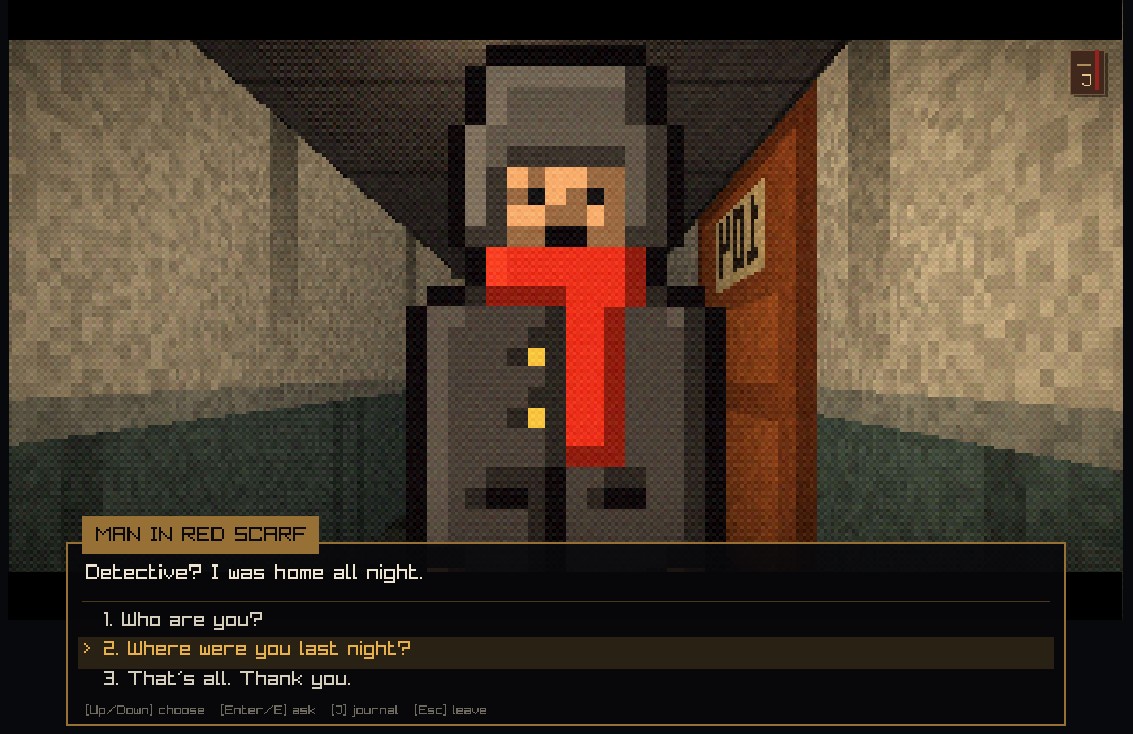 J
104
MAN IN RED SCARF
Detective? I was home all night.
1. Who are you?
> 2. Where were you last night?
3. That's all. Thank you.
[Up/Down] choose [Enter/E] ask [J] journal [Esc] leave